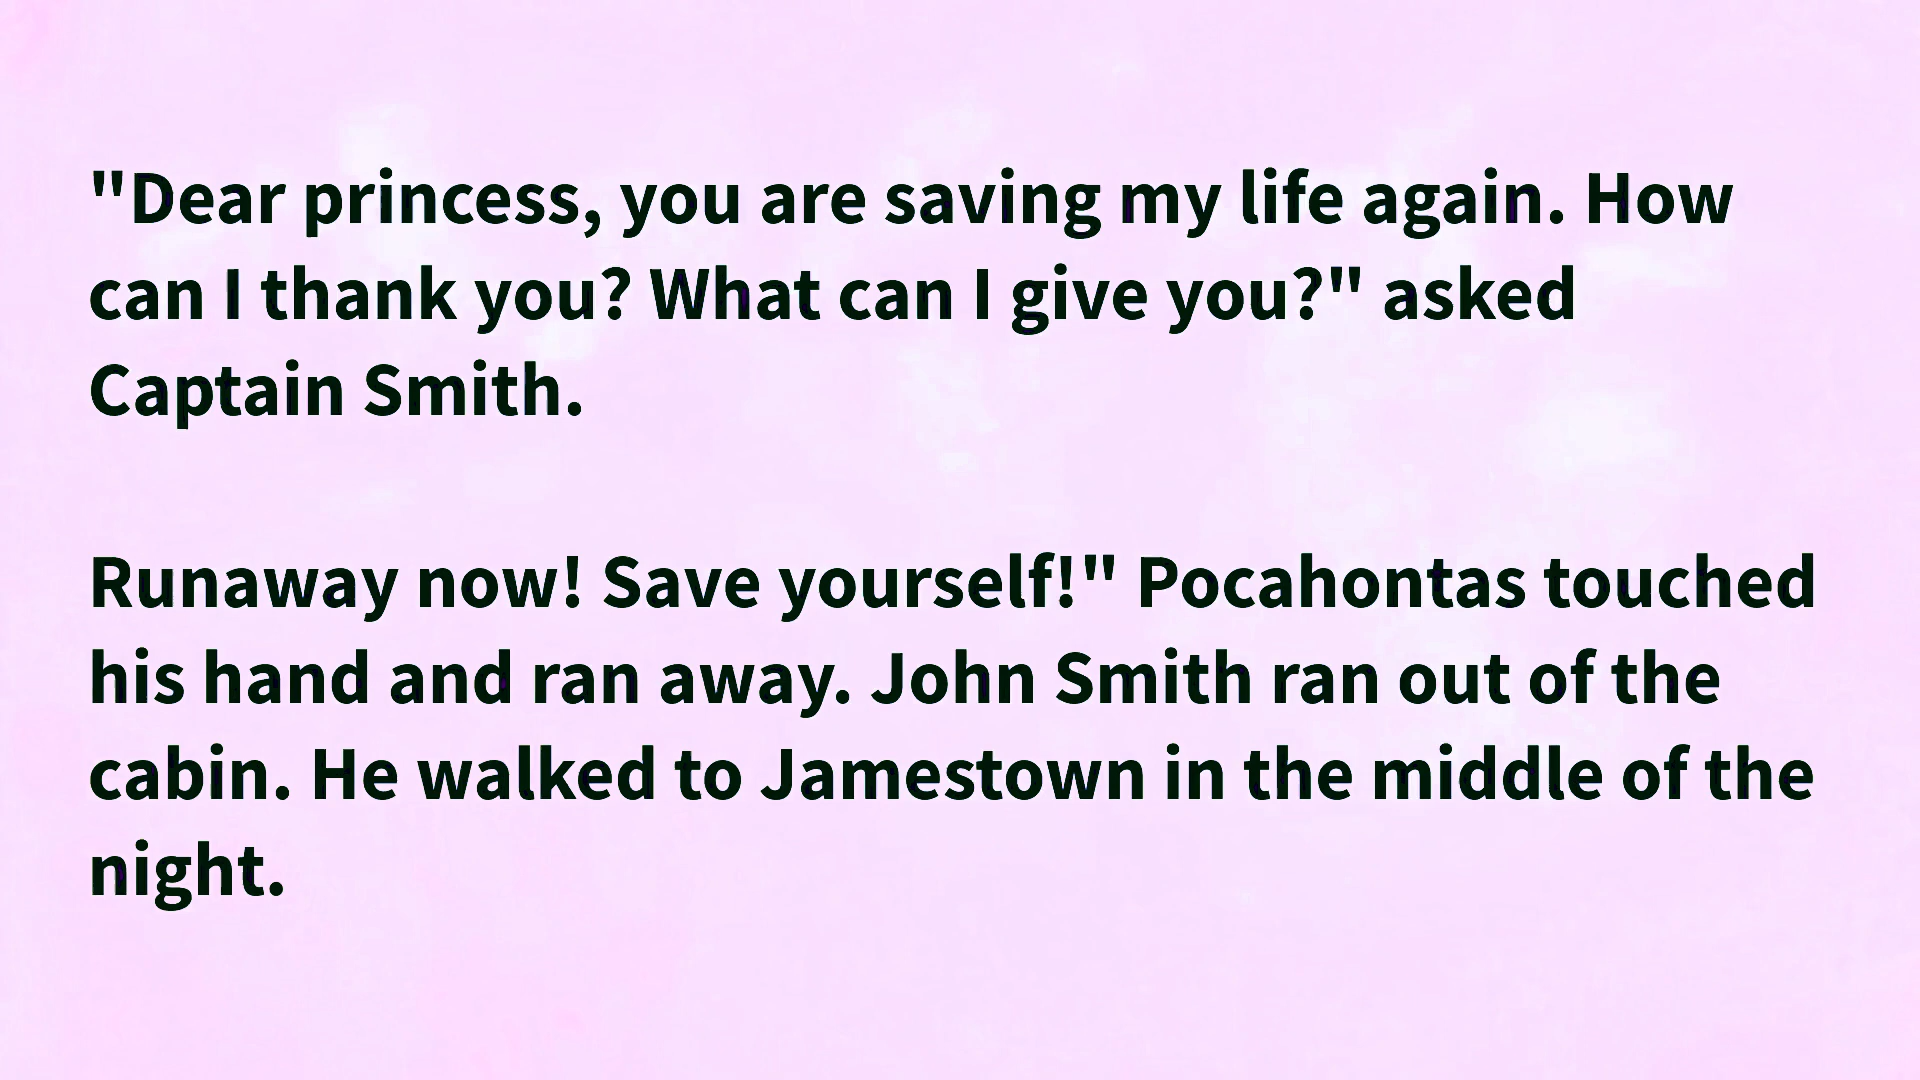 "Dear princess, you are saving my life again. How
can I thank you? What can I give you?" asked
Captain Smith.
Runaway now! Save yourself!" Pocahontas touched
his hand and ran away. John Smith ran out of the
cabin. He walked to Jamestown in the middle of the
night.